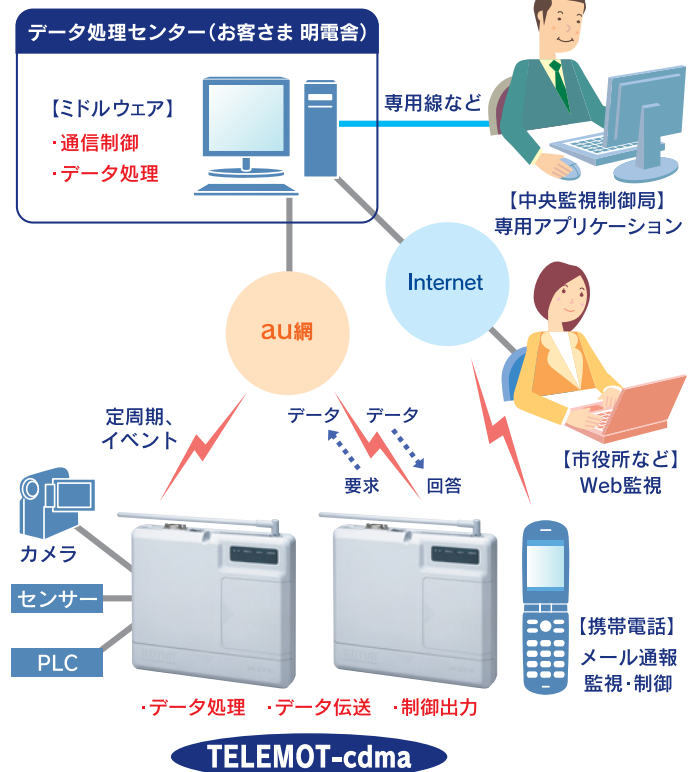 データ処理センター(お客さま 明電舎)
【ミドルウェア】
・通信制御
・データ処理
専用線など
【中央監視制御局】
専用アプリケーション
Internet
au網
定周期、
イベント
データ データ
要求 回答
【市役所など】
Web監視
カメラ
センサー
PLC
【携帯電話】
メール通報
監視・制御
・データ処理 ・データ伝送 ・制御出力
TELEMOT-cdma